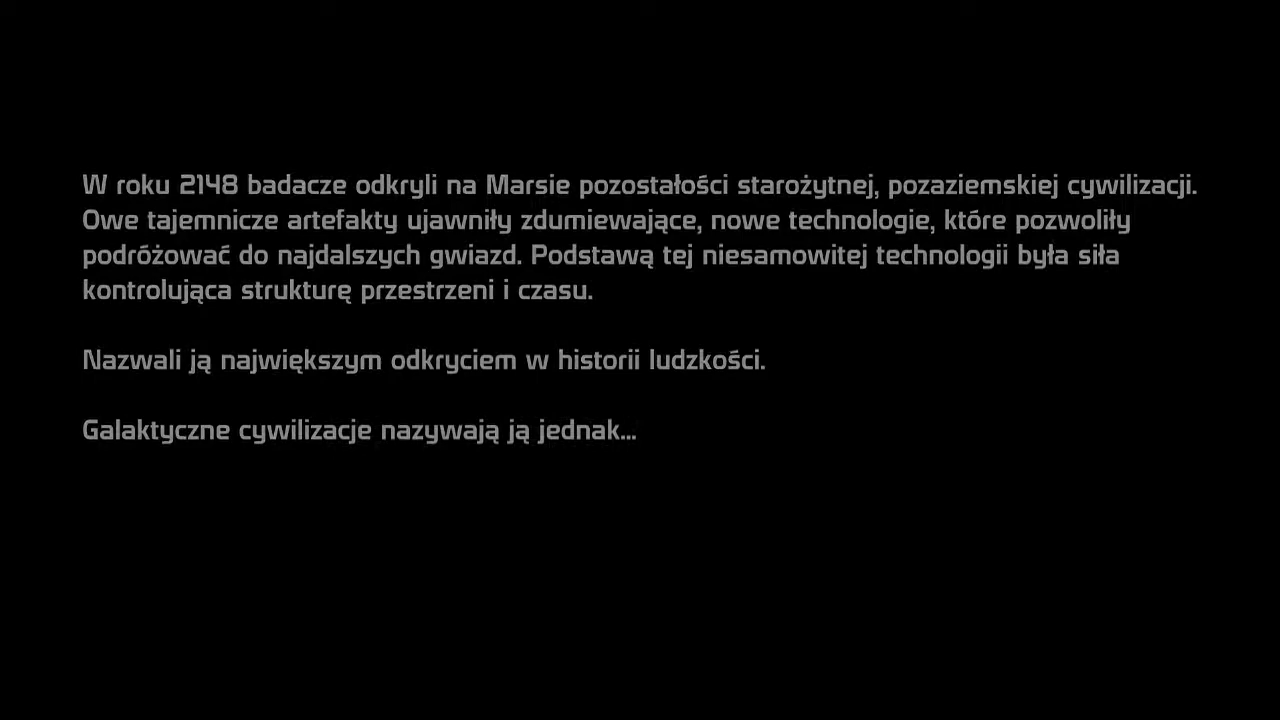 W roku 2148 badacze odkryli na Marsie pozostałości starożytnej, pozaziemskiej cywilizacji.
Owe tajemnicze artefakty ujawniły zdumiewające, nowe technologie, które pozwoliły
podróżować do najdalszych gwiazd. Podstawą tej niesamowitej technologii była siła
kontrolująca strukturę przestrzeni i czasu.
Nazwali ją największym odkryciem w historii ludzkości.
Galaktyczne cywilizacje nazywają ją jednak...